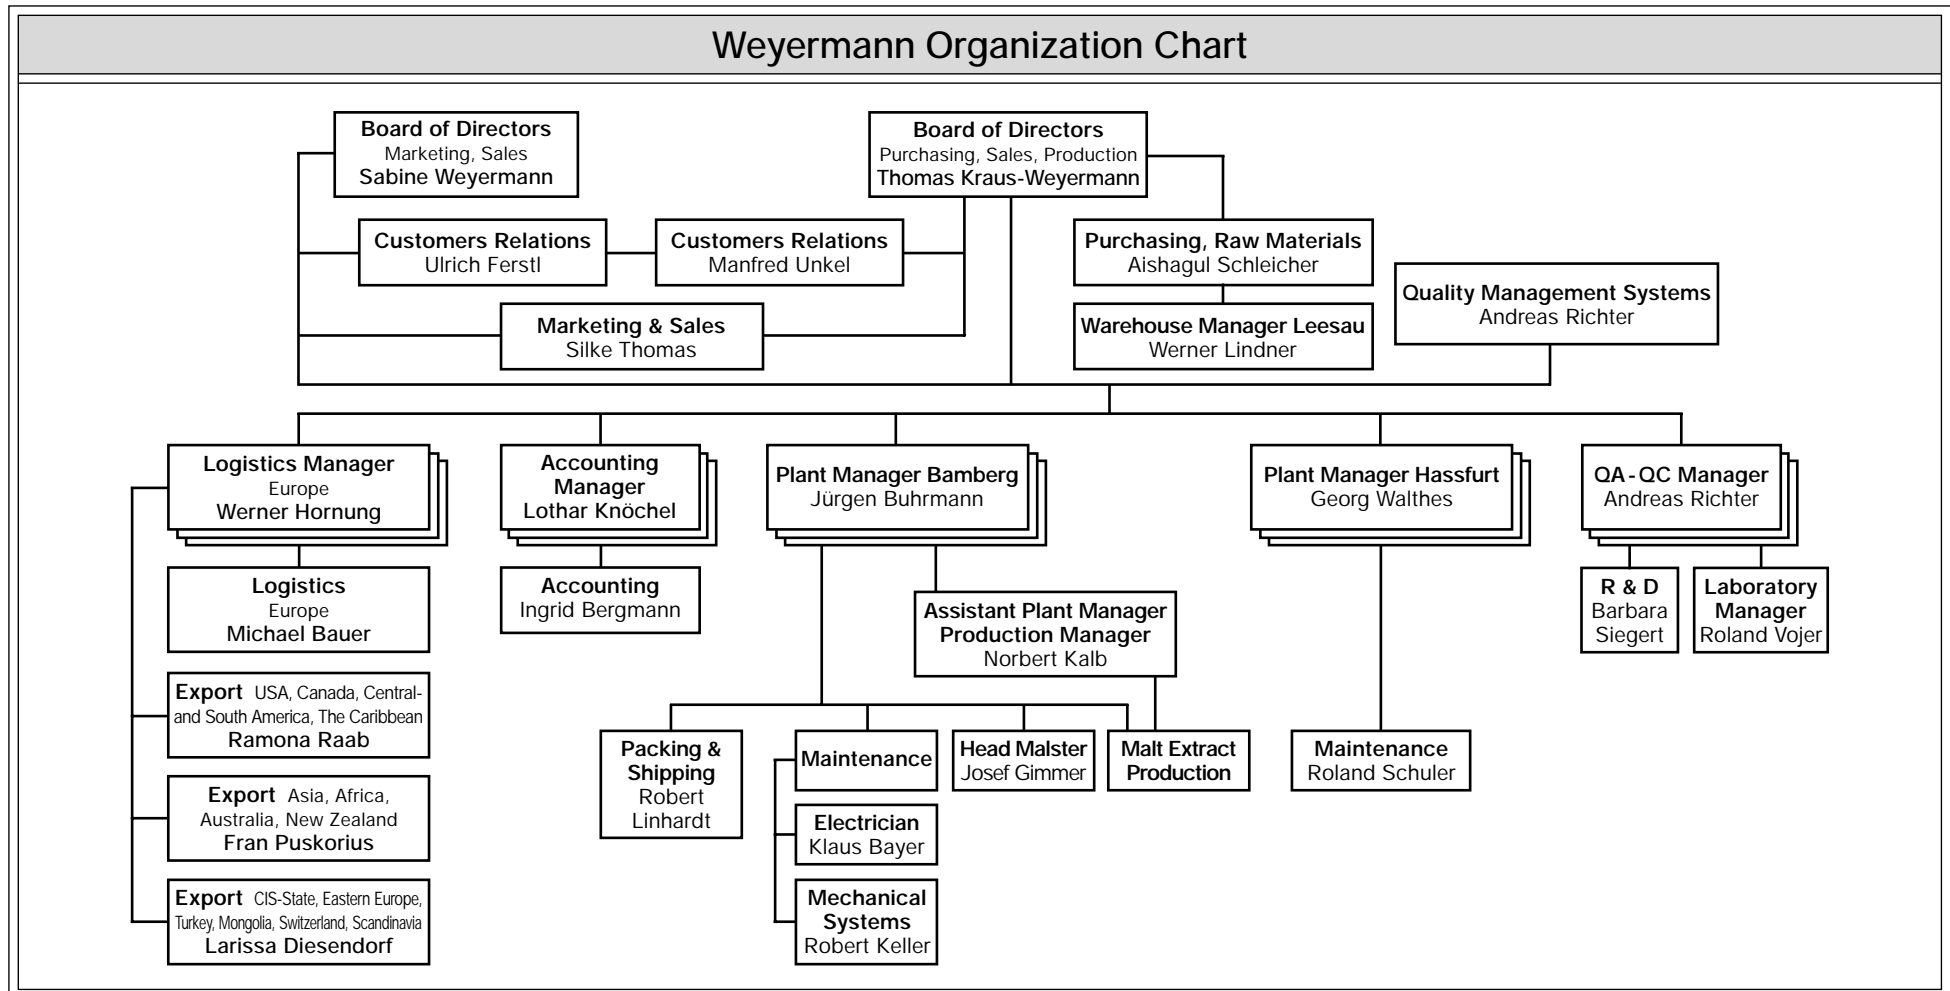 Weyermann Organization Chart
Board of Directors
Marketing, Sales
Sabine Weyermann
Board of Directors
Purchasing, Sales, Production
Thomas Kraus-Weyermann
Customers Relations
Ulrich Ferstl
Customers Relations
Manfred Unkel
Purchasing, Raw Materials
Aishagul Schleicher
Quality Management Systems
Andreas Richter
Marketing & Sales
Silke Thomas
Warehouse Manager Leesau
Werner Lindner
Logistics Manager
Europe
Werner Hornung
Accounting
Manager
Lothar Knöchel
Plant Manager Bamberg
Jürgen Buhrmann
Plant Manager Hassfurt
Georg Walthes
QA-QC Manager
Andreas Richter
Logistics
Europe
Michael Bauer
Accounting
Ingrid Bergmann
Assistant Plant Manager
Production Manager
Norbert Kalb
R & D
Barbara
Siegert
Laboratory
Manager
Roland Vojer
Export USA, Canada, Central-
and South America, The Caribbean
Ramona Raab
Export Asia, Africa,
Australia, New Zealand
Fran Puskorius
Export CIS-State, Eastern Europe,
Turkey, Mongolia, Switzerland, Scandinavia
Larissa Diesendorf
Packing &
Shipping
Robert
Linhardt
Maintenance
Head Malster
Josef Gimmer
Malt Extract
Production
Maintenance
Roland Schuler
Electrician
Klaus Bayer
Mechanical
Systems
Robert Keller